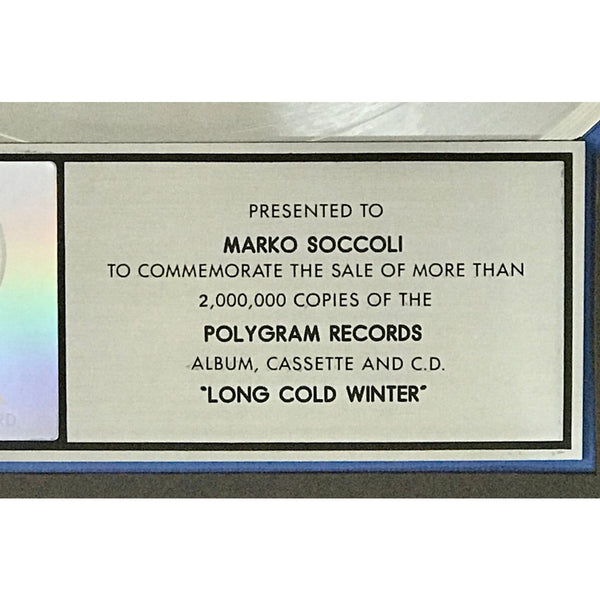 PRESENTED TO
MARKO SOCCOLI
TO COMMEMORATE THE SALE OF MORE THAN
2,000,000 COPIES OF THE
POLYGRAM RECORDS
ALBUM, CASSETTE AND C.D.
"LONG COLD WINTER"